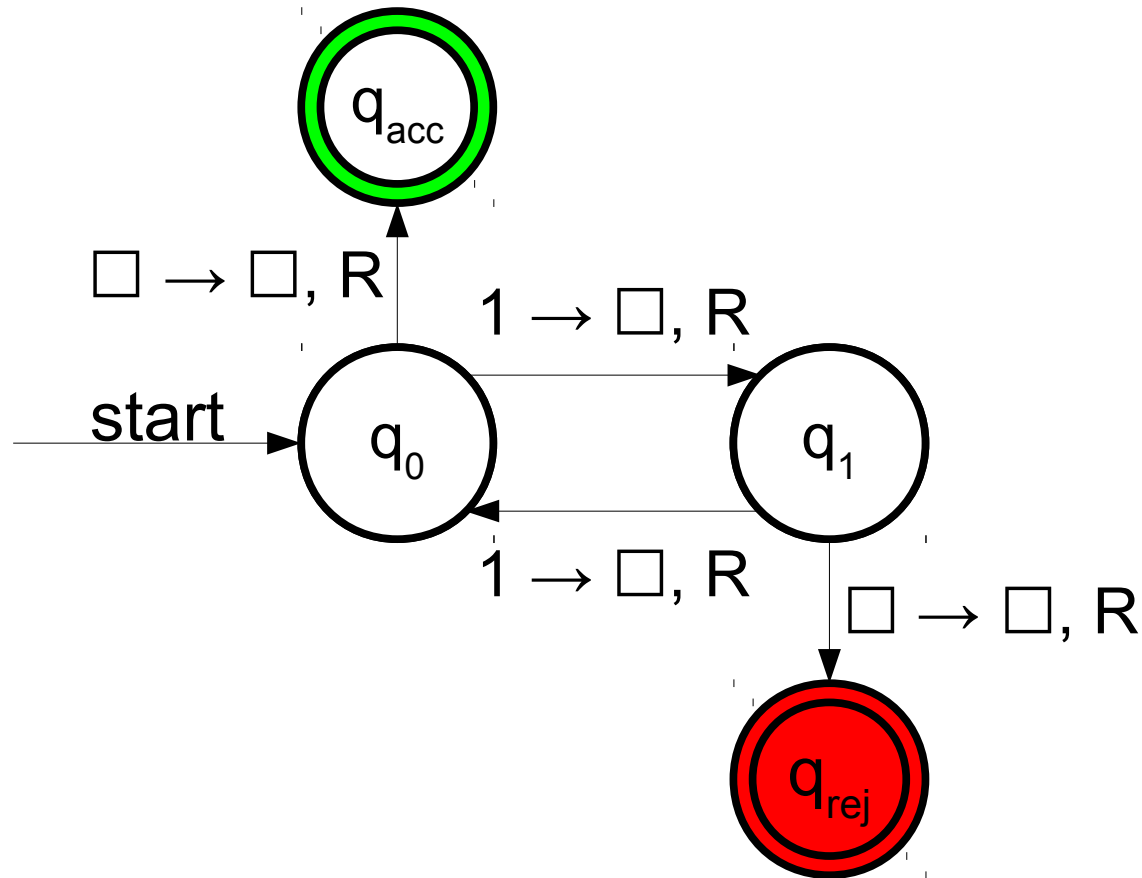 q_acc
□ → □, R
1 → □, R
start
q_0
q_1
1 → □, R
□ → □, R
q_rej